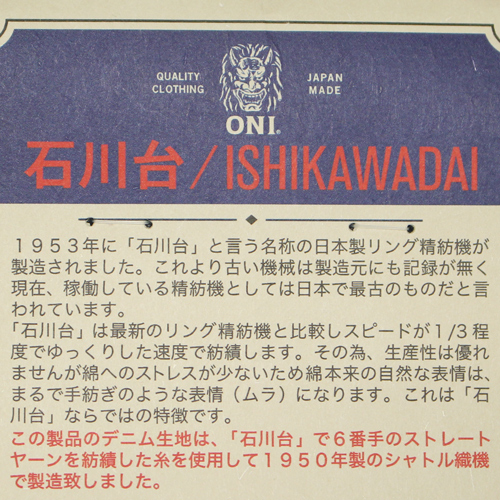 QUALITY CLOTHING
JAPAN MADE
ONI®
石川台/ISHIKAWADAI
1953年に「石川台」と言う名称の日本製リング精紡機が
製造されました。これより古い機械は製造元にも記録が無く
現在、稼働している精紡機としては日本で最古のものだと言
われています。
「石川台」は最新のリング精紡機と比較しスピードが1/3程
度でゆっくりした速度で紡績します。その為、生産性は優れ
ませんが綿へのストレスが少ないため綿本来の自然な表情は、
まるで手紡ぎのような表情（ムラ）になります。これは「石
川台」ならではの特徴です。
この製品のデニム生地は、「石川台」で6番手のストレート
ヤーンを紡績した糸を使用して1950年製のシャトル織機
で製造致しました。